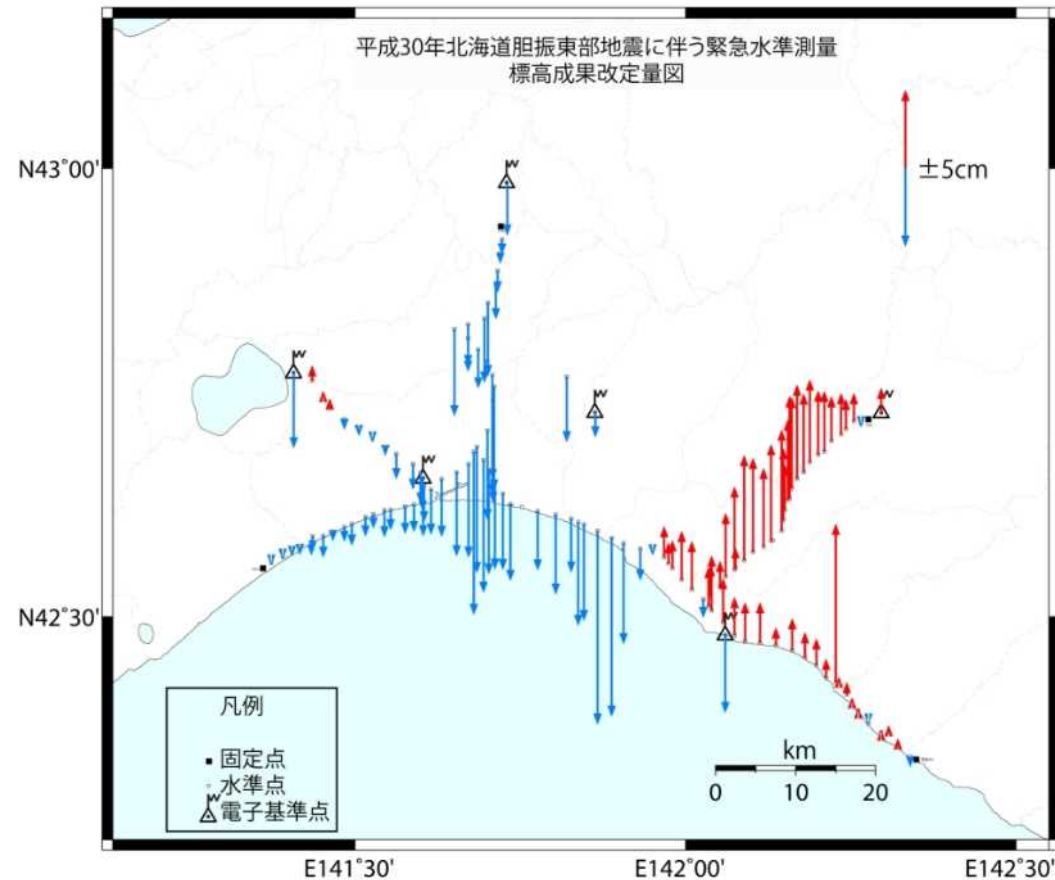 平成30年北海道胆振東部地震に伴う緊急水準測量
標高成果改定量図
±5cm
N43°00'
N42°30'
凡例
固定点
水準点
電子基準点
km
0 10 20
E141°30' E142°00' E142°30'